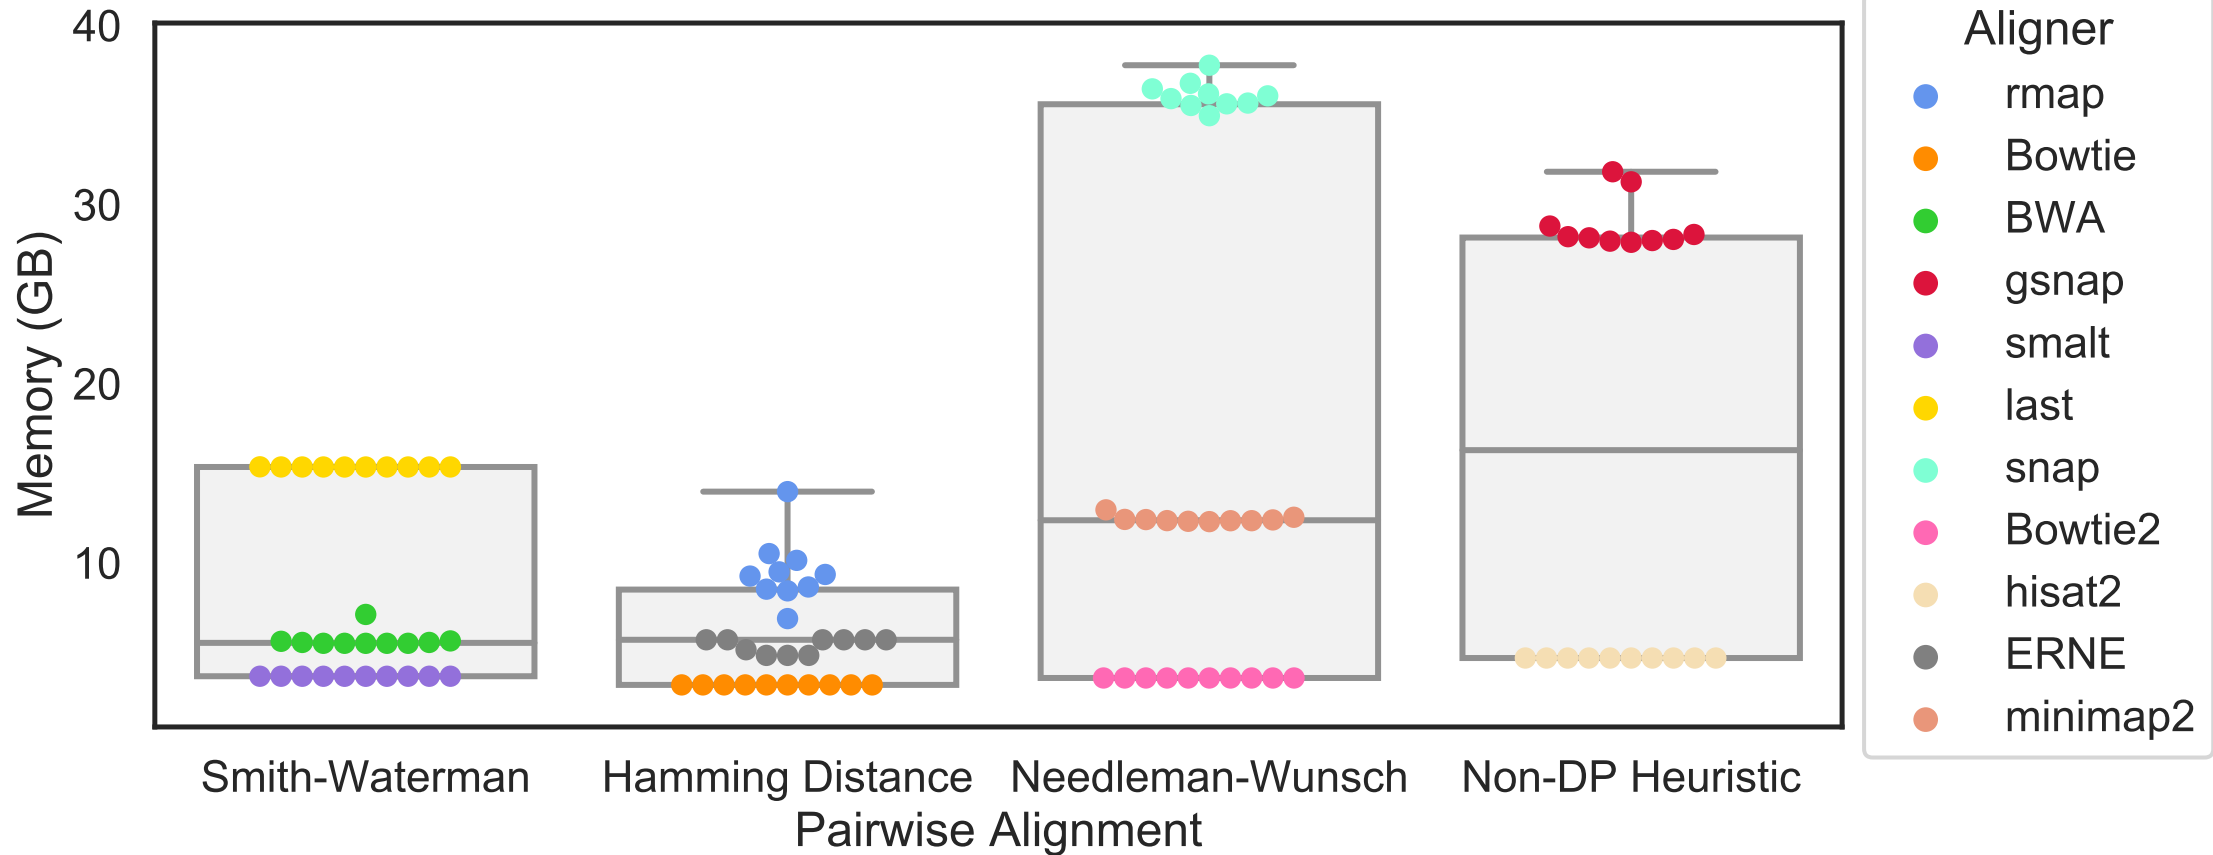 40
30
20
10
Memory (GB)
Smith-Waterman
Hamming Distance
Needleman-Wunsch
Non-DP Heuristic
Pairwise Alignment
Aligner
rmap
Bowtie
BWA
gsnap
smalt
last
snap
Bowtie2
hisat2
ERNE
minimap2